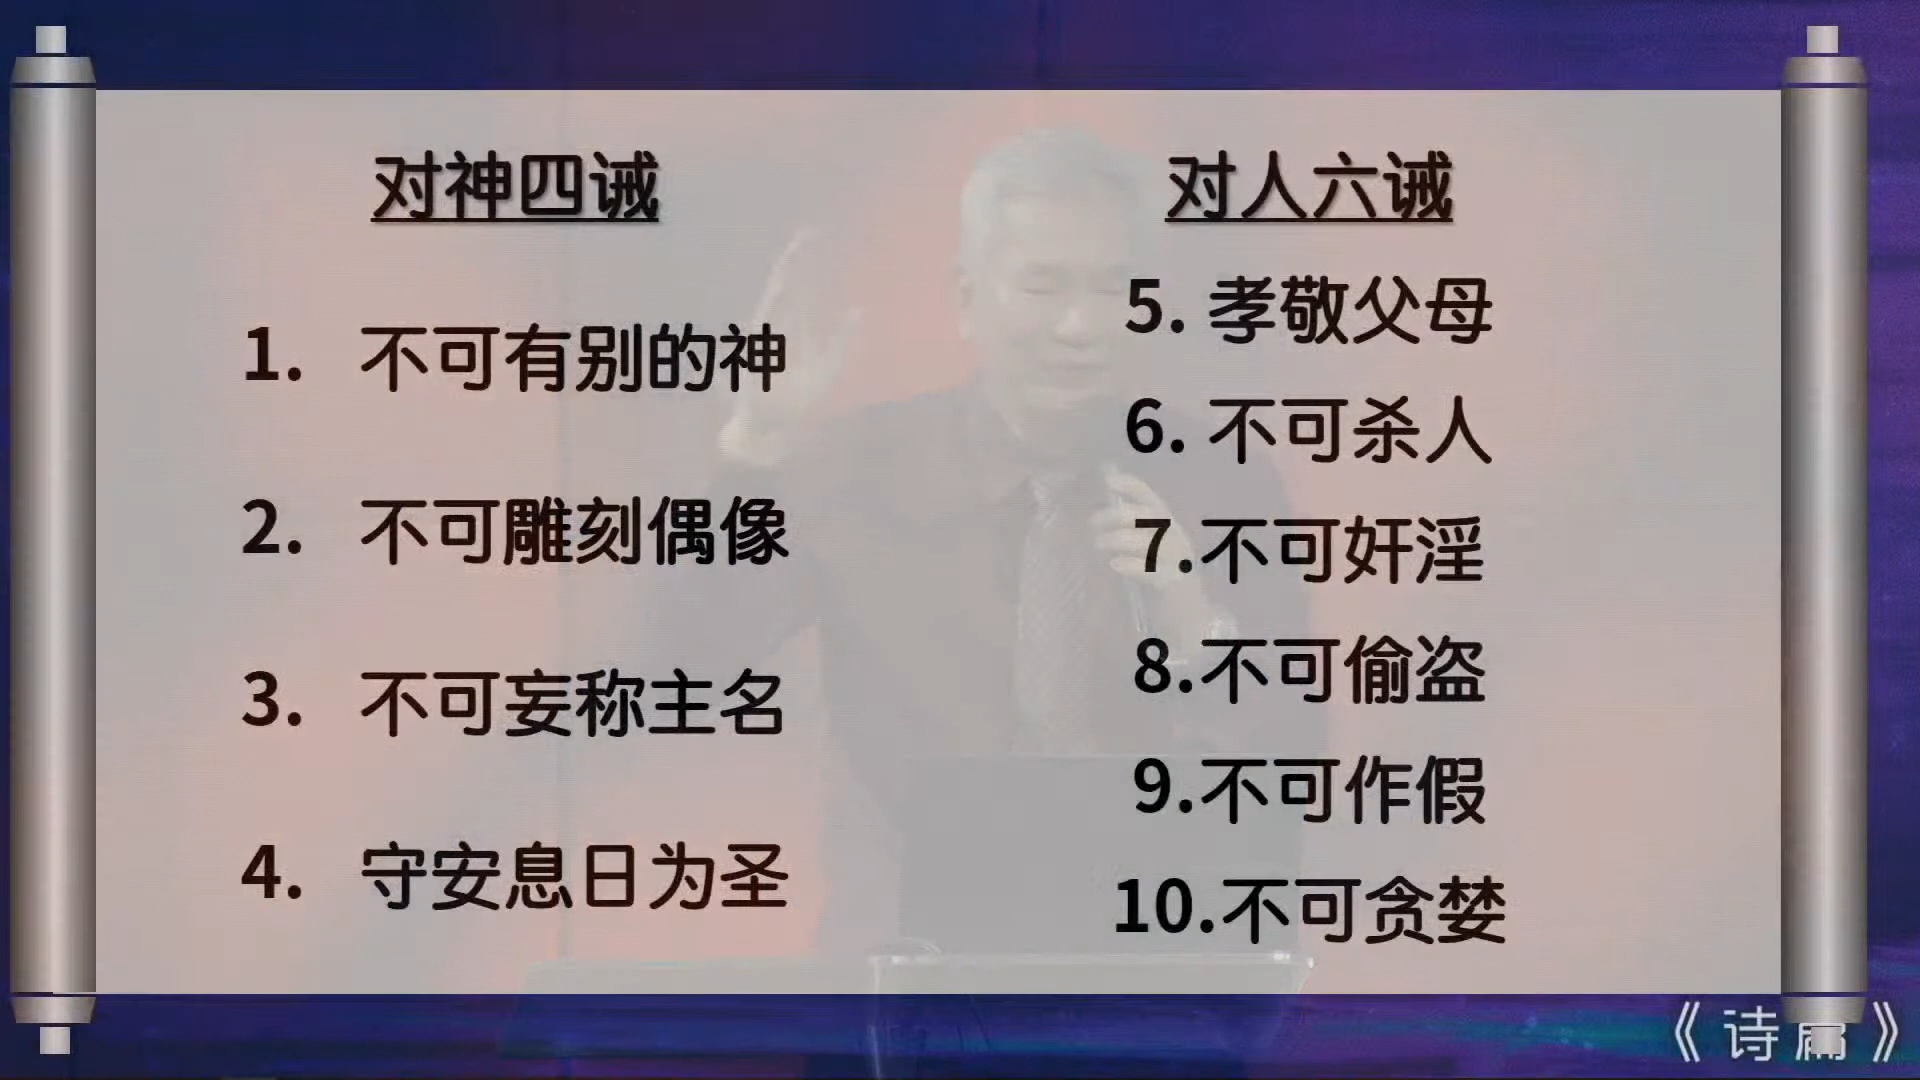 对神四诫
1. 不可有别的神
2. 不可雕刻偶像
3. 不可妄称主名
4. 守安息日为圣
对人六诫
5. 孝敬父母
6. 不可杀人
7.不可奸淫
8.不可偷盗
9.不可作假
10.不可贪婪
《诗篇》